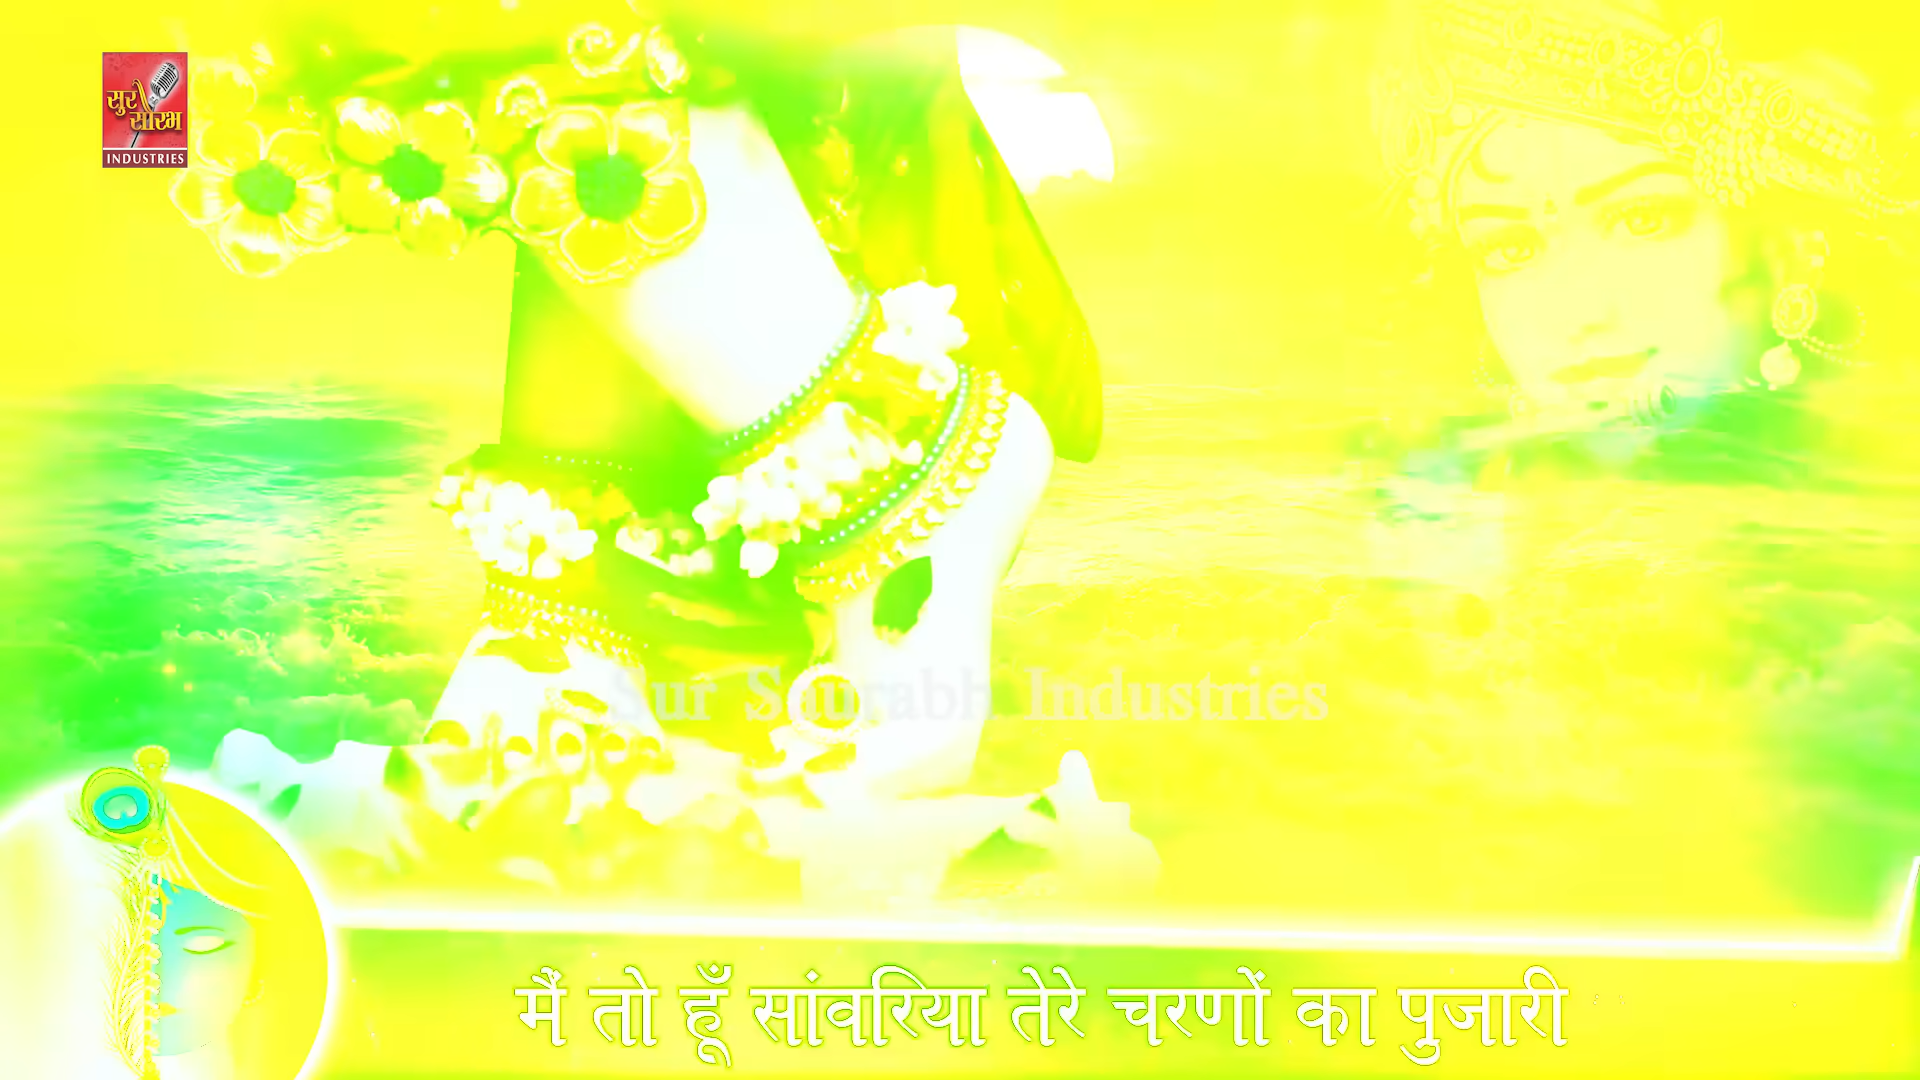 सुर
सौरभ
INDUSTRIES
Sur Saurabh Industries
मैं तो हूँ सांवरिया तेरे चरणों का पुजारी